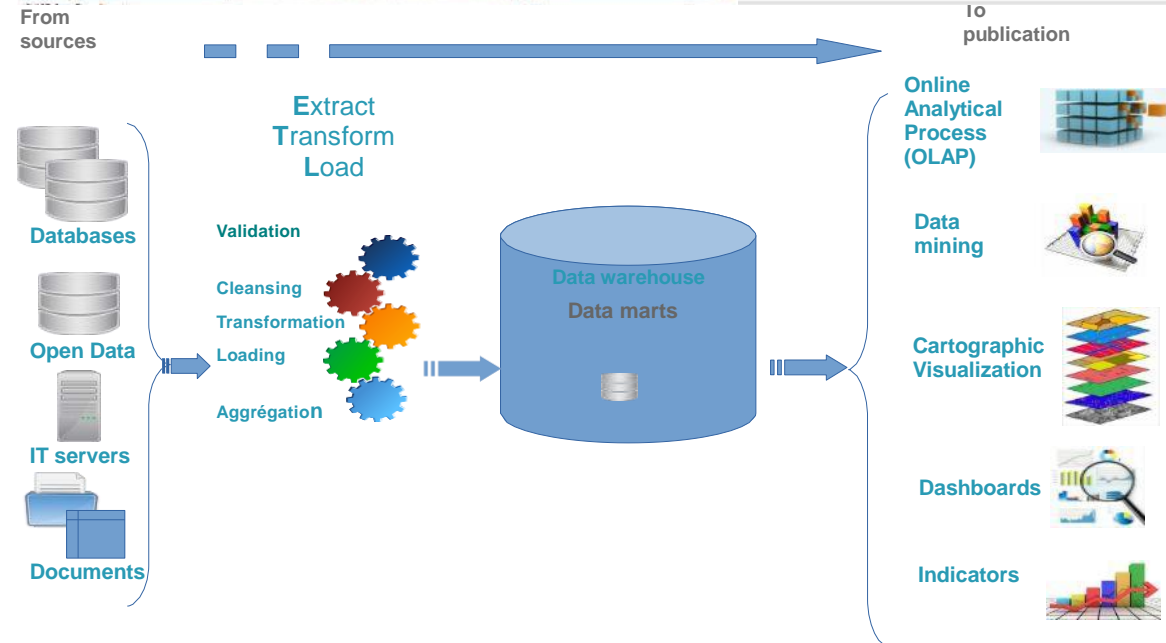 From
sources
To
publication
Extract
Transform
Load
Databases
Open Data
IT servers
Documents
Validation
Cleansing
Transformation
Loading
Aggrégation
Data warehouse
Data marts
Online
Analytical
Process
(OLAP)
Data
mining
Cartographic
Visualization
Dashboards
Indicators